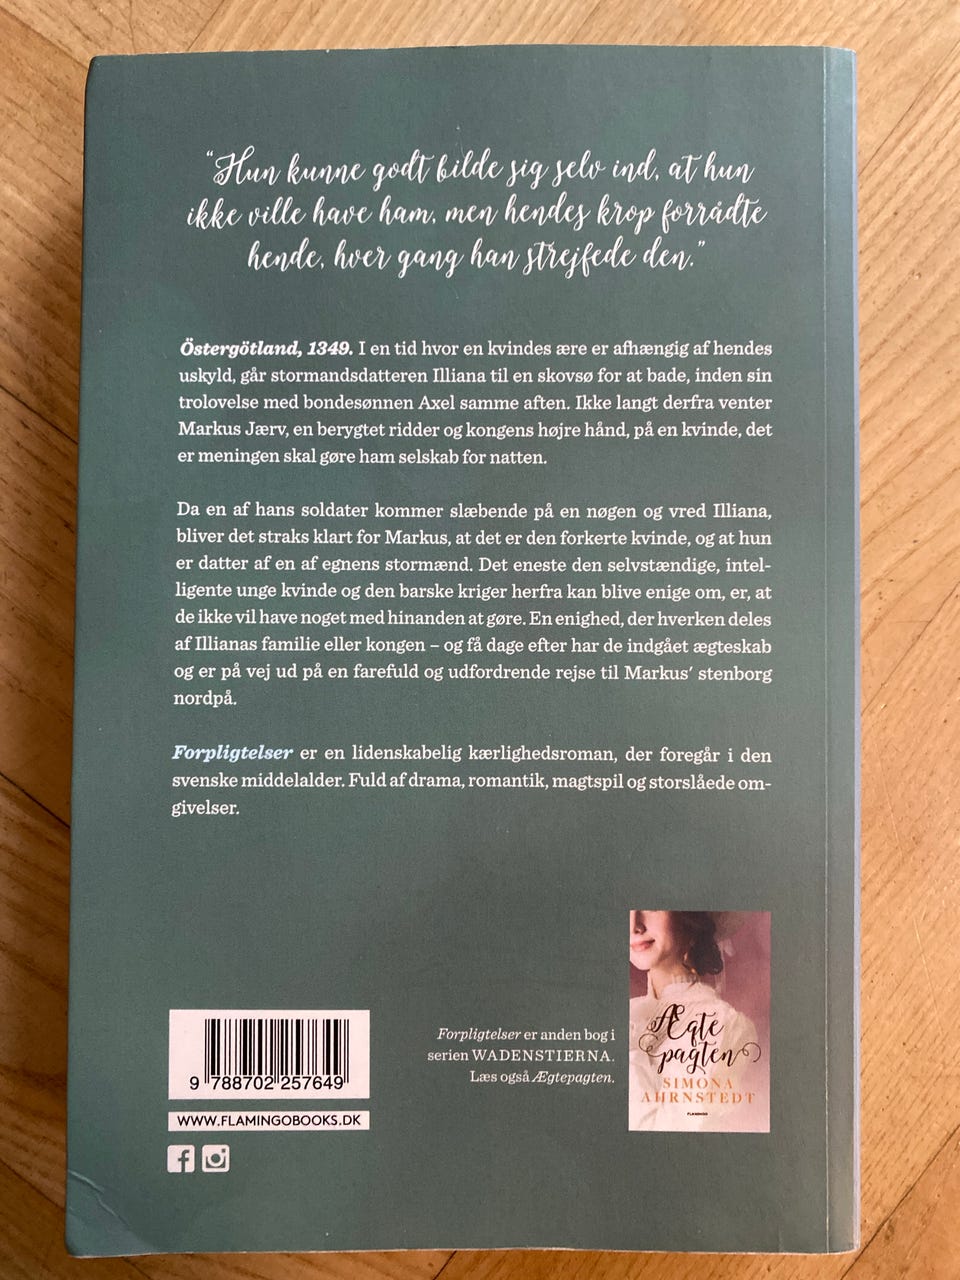 “Hun kunne godt bilde sig selv ind, at hun
ikke ville have ham, men hendes krop forrådte
hende, hver gang han strejfede den.”
Östergötland, 1349. I en tid hvor en kvindes ære er afhængig af hendes
uskyld, går stormandsdatteren Illiana til en skovsø for at bade, inden sin
trolovelse med bondesønnen Axel samme aften. Ikke langt derfra venter
Markus Jærv, en berygtet ridder og kongens højre hånd, på en kvinde, det
er meningen skal gøre ham selskab for natten.
Da en af hans soldater kommer slæbende på en nøgen og vred Illiana,
bliver det straks klart for Markus, at det er den forkerte kvinde, og at hun
er datter af en af egnens stormænd. Det eneste den selvstændige, intel-
ligente unge kvinde og den barske kriger herfra kan blive enige om, er, at
de ikke vil have noget med hinanden at gøre. En enighed, der hverken deles
af Illianas familie eller kongen – og få dage efter har de indgået ægteskab
og er på vej ud på en farefuld og udfordrende rejse til Markus’ stenborg
nordpå.
Forpligtelser er en lidenskabelig kærlighedsroman, der foregår i den
svenske middelalder. Fuld af drama, romantik, magtspil og storslåede om-
givelser.
Forpligtelser er anden bog i
serien WADENSTIERNA.
Læs også Ægtepagten.
Ægte
pagten
SIMONA
AHRNSTEDT
FLAMINGO
9 788702 257649
WWW.FLAMINGOBOOKS.DK